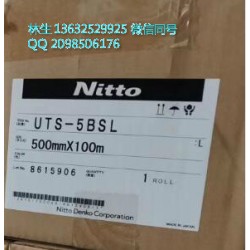 林生 13632529925 微信同号
QQ 2098506176
Nitto
UTS-5BSL
500mmX100m
L
8615906
1 ROLL
Nitto Denko Corporation